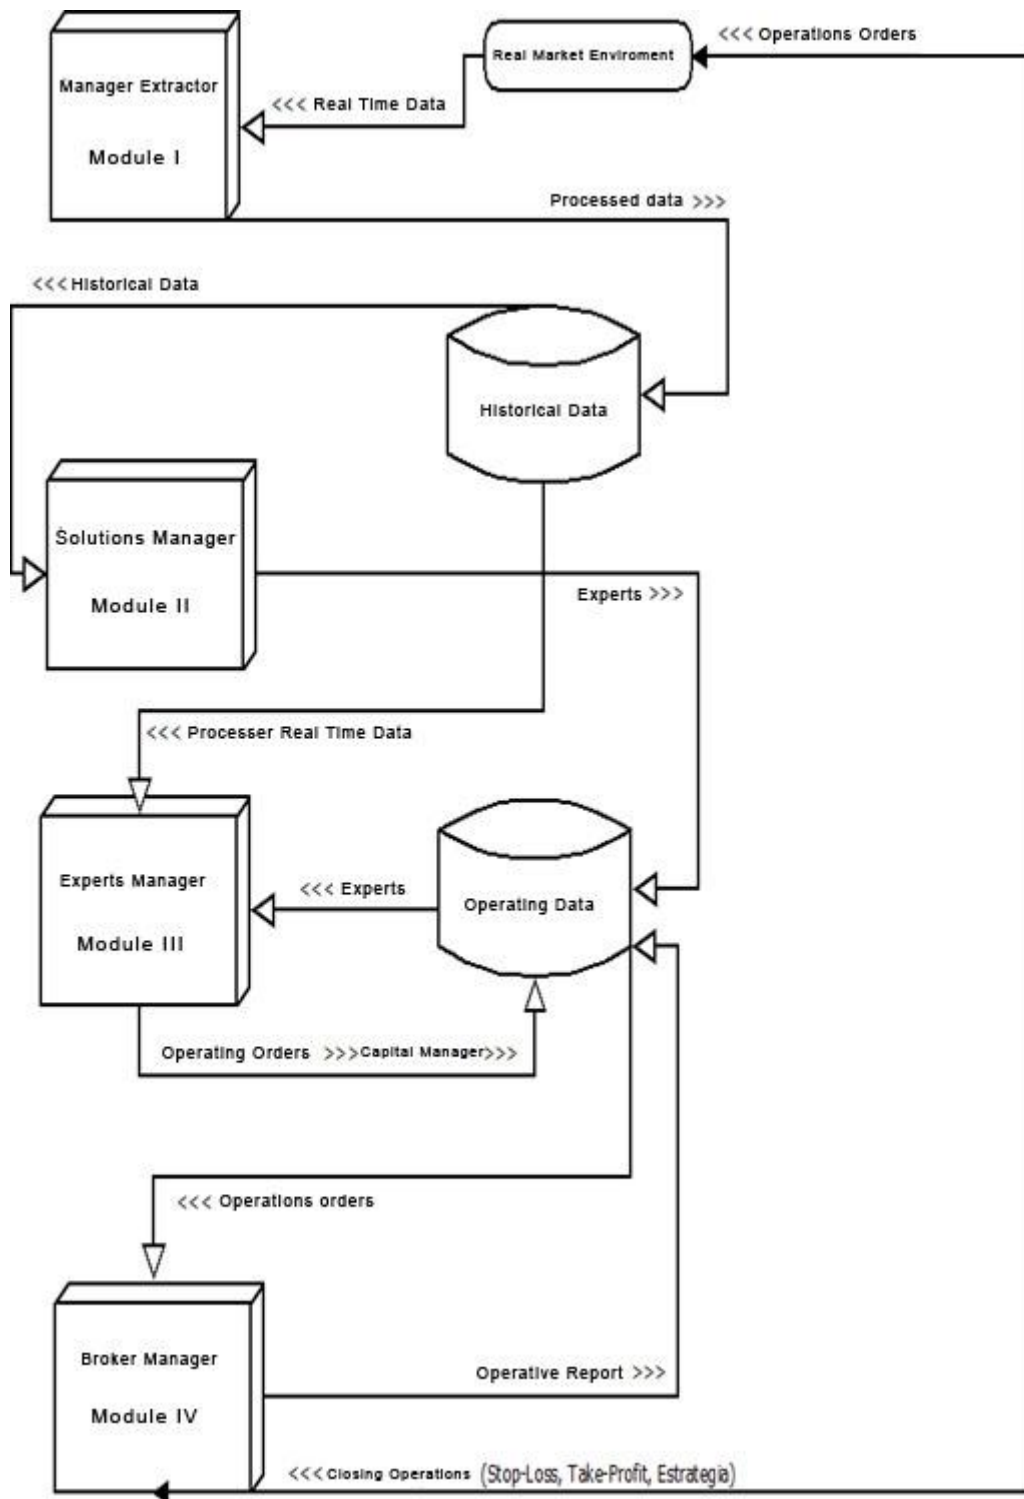 <<< Operations Orders
Real Market Enviroment
Manager Extractor
<<< Real Time Data
Module I
Processed data >>>
<<< Historical Data
Historical Data
Solutions Manager
Experts >>>
Module II
<<< Processer Real Time Data
Experts Manager
<<< Experts
Operating Data
Module III
Operating Orders >>>Capital Manager>>>
<<< Operations orders
Broker Manager
Operative Report >>>
Module IV
<<< Closing Operations (Stop-Loss, Take-Profit, Estrategia)